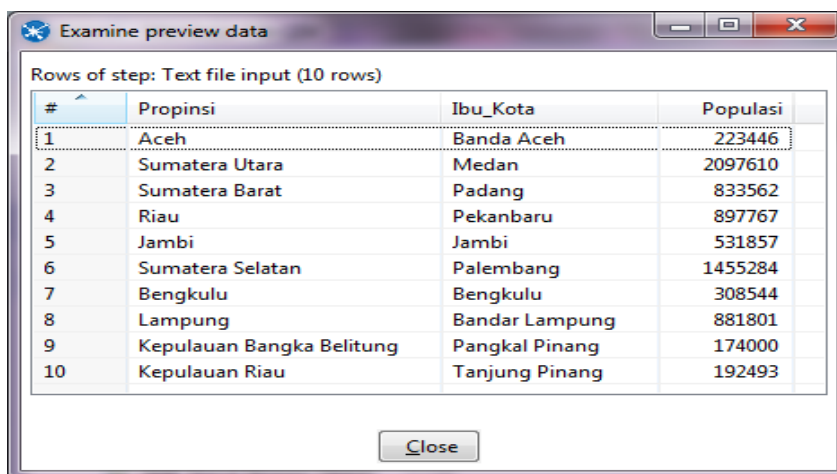 Examine preview data
Rows of step: Text file input (10 rows)
# Propinsi Ibu_Kota Populasi
1 Aceh Banda Aceh 223446
2 Sumatera Utara Medan 2097610
3 Sumatera Barat Padang 833562
4 Riau Pekanbaru 897767
5 Jambi Jambi 531857
6 Sumatera Selatan Palembang 1455284
7 Bengkulu Bengkulu 308544
8 Lampung Bandar Lampung 881801
9 Kepulauan Bangka Belitung Pangkal Pinang 174000
10 Kepulauan Riau Tanjung Pinang 192493
Close